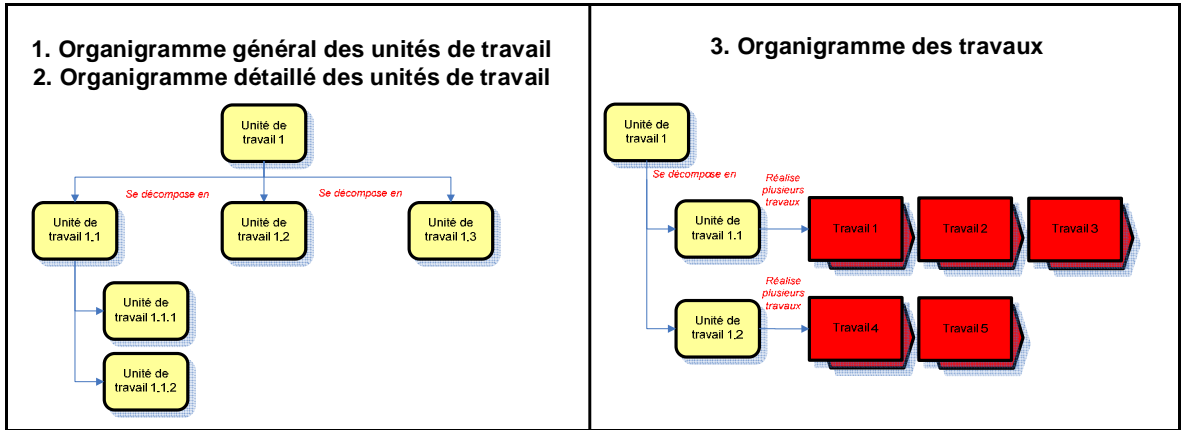 1. Organigramme général des unités de travail
2. Organigramme détaillé des unités de travail
Unité de
travail 1
Se décompose en
Se décompose en
Unité de
travail 1.1
Unité de
travail 1.2
Unité de
travail 1.3
Unité de
travail 1.1.1
Unité de
travail 1.1.2
3. Organigramme des travaux
Unité de
travail 1
Se décompose en
Réalise
plusieurs
travaux
Unité de
travail 1.1
Travail 1
Travail 2
Travail 3
Réalise
plusieurs
travaux
Unité de
travail 1.2
Travail 4
Travail 5